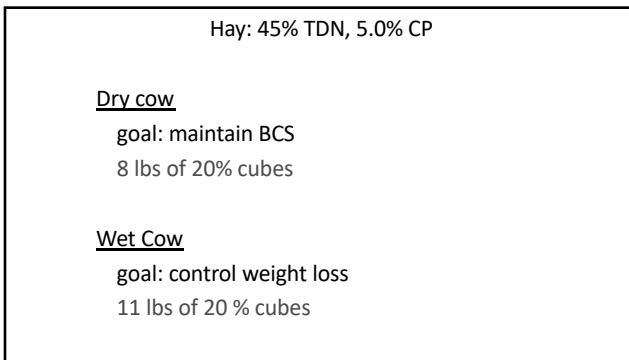 Hay: 45% TDN, 5.0% CP
Dry cow
goal: maintain BCS
8 lbs of 20% cubes
Wet Cow
goal: control weight loss
11 lbs of 20 % cubes